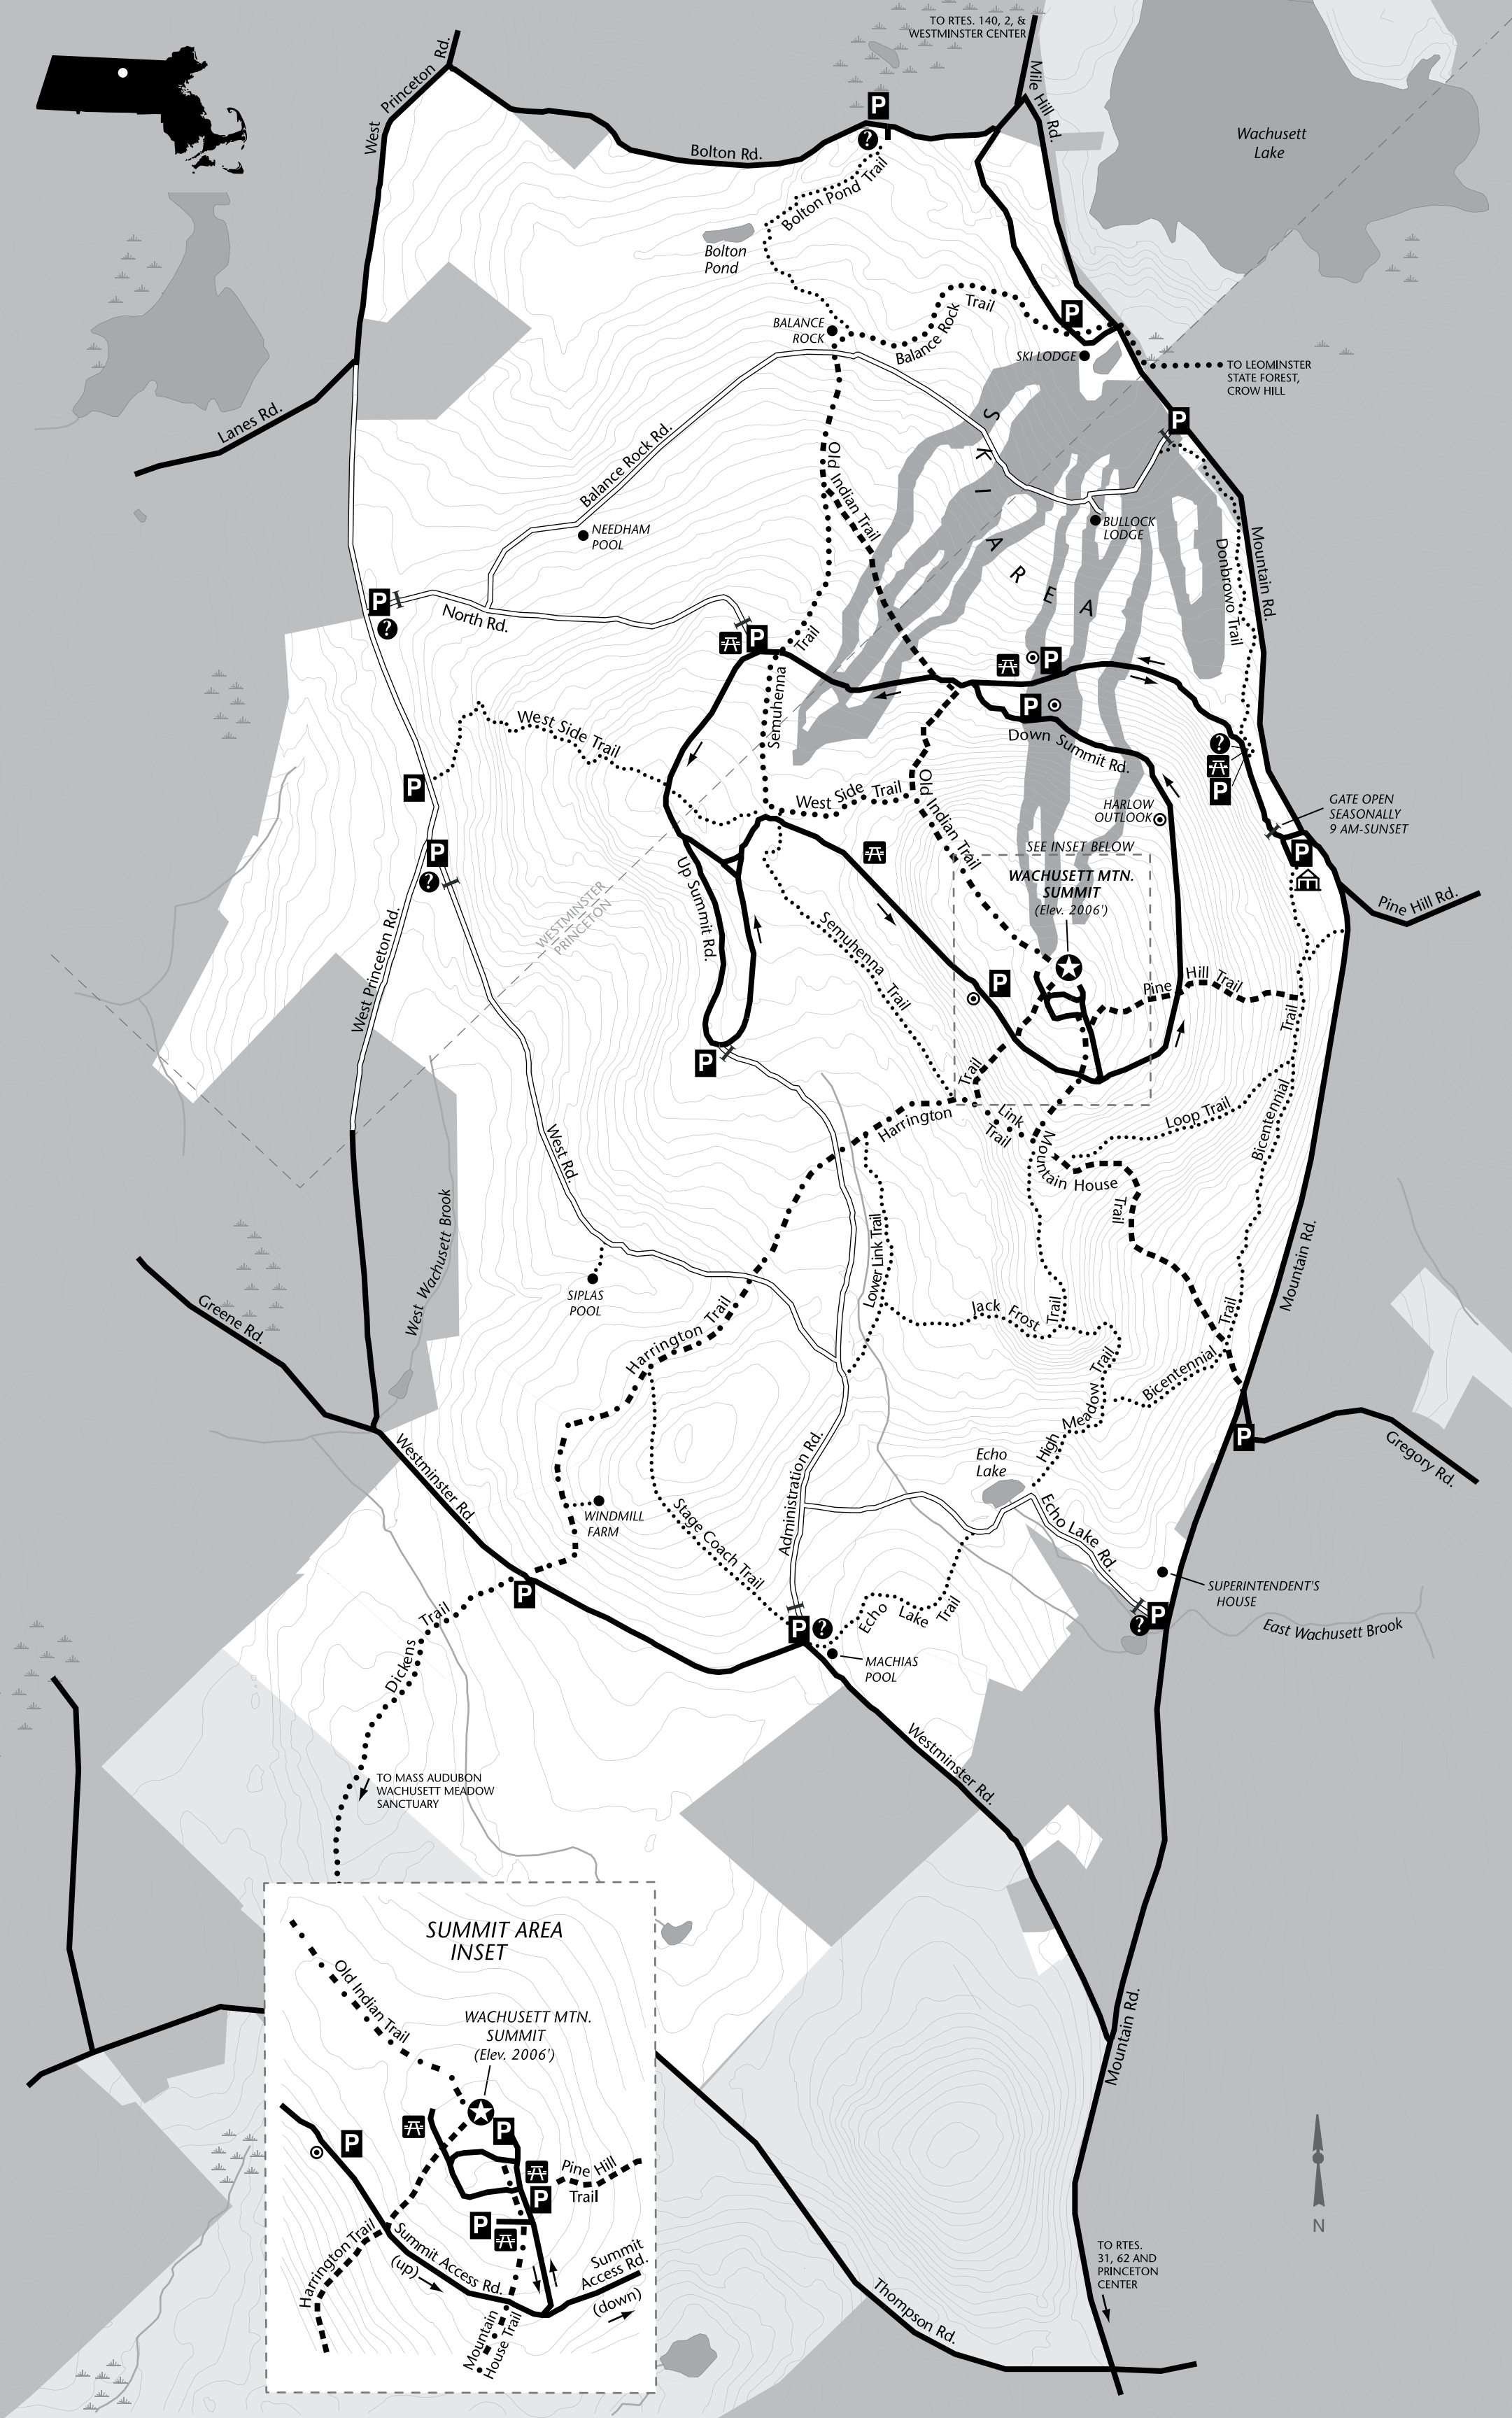 TO RTES. 140, 2, &
WESTMINSTER CENTER
West Princeton Rd.
Mile Hill Rd.
P
?
Bolton Rd.
Wachusett
Lake
Bolton Pond Trail
Bolton
Pond
BALANCE
ROCK
Balance Rock Trail
P
SKI LODGE
TO LEOMINSTER
STATE FOREST,
CROW HILL
Lanes Rd.
P
Balance Rock Rd.
Old Indian Trail
SKI AREA
NEEDHAM
POOL
BULLOCK
LODGE
Donbrowo Trail
Mountain Rd.
P
?
North Rd.
P
Semuhenna Trail
P
P
West Side Trail
Down Summit Rd.
?
P
P
West Side Trail
Old Indian Trail
HARLOW
OUTLOOK
GATE OPEN
SEASONALLY
9 AM-SUNSET
P
P
?
Up Summit Rd.
SEE INSET BELOW
WACHUSETT MTN.
SUMMIT
(Elev. 2006')
Pine Hill Rd.
WESTMINSTER
PRINCETON
Semuhenna Trail
West Princeton Rd.
P
Pine Hill Trail
P
Trail
Harrington
Link
Trail
Loop Trail
Bicentennial Trail
West Rd.
Mountain House Trail
West Wachusett Brook
Lower Link Trail
Mountain Rd.
SIPLAS
POOL
Greene Rd.
Harrington Trail
Jack Frost Trail
Bicentennial Trail
High Meadow Trail
P
Gregory Rd.
Westminster Rd.
Administration Rd.
Echo
Lake
WINDMILL
FARM
Stage Coach Trail
Echo Lake Rd.
P
SUPERINTENDENT'S
HOUSE
P
?
Echo Lake Trail
P
?
East Wachusett Brook
Dickens Trail
MACHIAS
POOL
Westminster Rd.
TO MASS AUDUBON
WACHUSETT MEADOW
SANCTUARY
SUMMIT AREA
INSET
Old Indian Trail
WACHUSETT MTN.
SUMMIT
(Elev. 2006')
P
P
Pine Hill
Trail
P
P
Harrington Trail
Summit Access Rd.
(up)
Summit
Access Rd.
(down)
Mountain
House Trail
Mountain Rd.
N
TO RTES.
31, 62 AND
PRINCETON
CENTER
Thompson Rd.